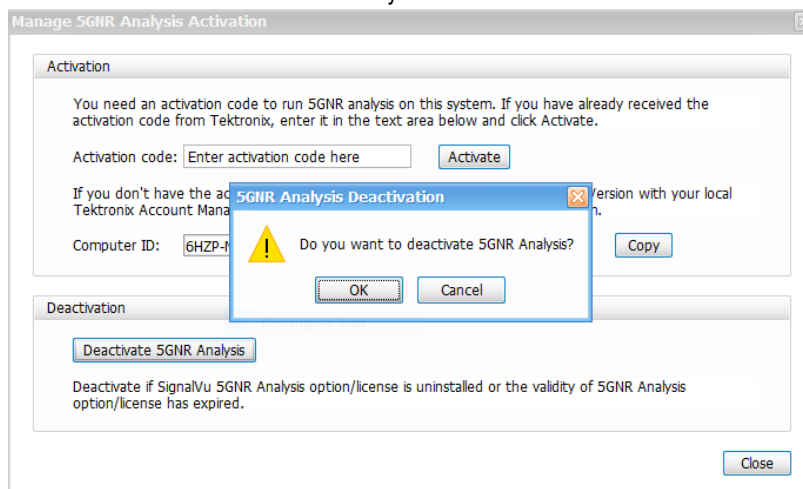 Manage 5GNR Analysis Activation
Activation
You need an activation code to run 5GNR analysis on this system. If you have already received the
activation code from Tektronix, enter it in the text area below and click Activate.
Activation code: Enter activation code here Activate
If you don't have the ac
ersion with your local
Tektronix Account Mana
Computer ID: 6HZP- Copy
5GNR Analysis Deactivation
Do you want to deactivate 5GNR Analysis?
OK Cancel
Deactivation
Deactivate 5GNR Analysis
Deactivate if SignalVu 5GNR Analysis option/license is uninstalled or the validity of 5GNR Analysis
option/license has expired.
Close